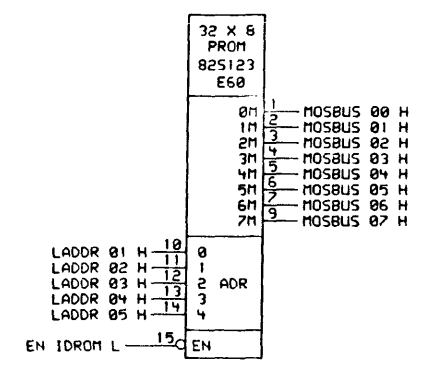 32 X 8
PROM
82S123
E60
0M 1 MOSBUS 00 H
1M 2 MOSBUS 01 H
2M 3 MOSBUS 02 H
3M 4 MOSBUS 03 H
4M 5 MOSBUS 04 H
5M 6 MOSBUS 05 H
6M 7 MOSBUS 06 H
7M 9 MOSBUS 07 H
LADDR 01 H 10 0
LADDR 02 H 11 1
LADDR 03 H 12 2 ADR
LADDR 04 H 13 3
LADDR 05 H 14 4
EN IDROM L 15 EN